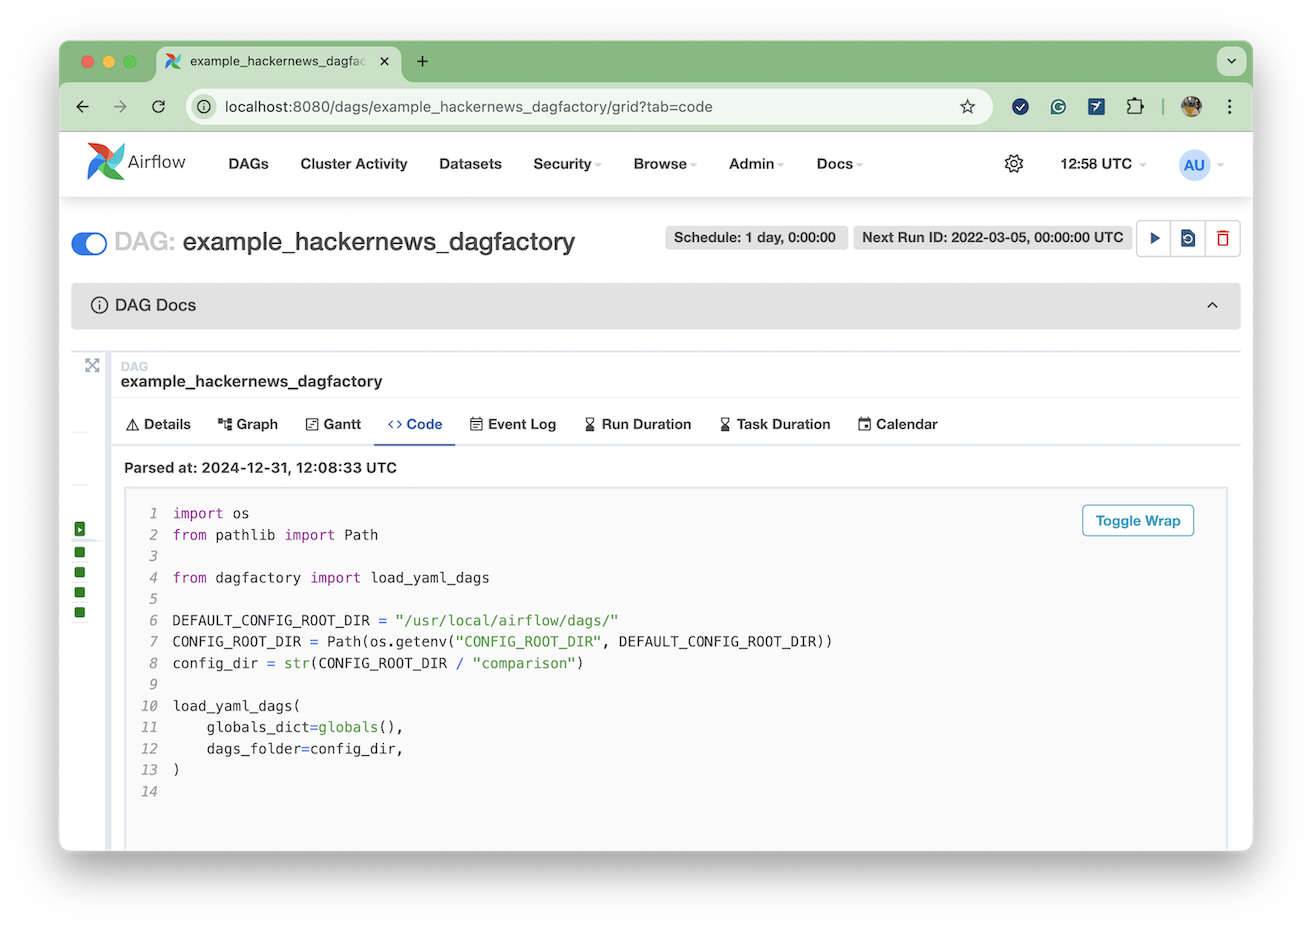 example_hackernews_dagfac
localhost:8080/dags/example_hackernews_dagfactory/grid?tab=code
Airflow DAGs Cluster Activity Datasets Security Browse Admin Docs 12:58 UTC AU
DAG: example_hackernews_dagfactory Schedule: 1 day, 0:00:00 Next Run ID: 2022-03-05, 00:00:00 UTC
DAG Docs
DAG
example_hackernews_dagfactory
Details Graph Gantt Code Event Log Run Duration Task Duration Calendar
Parsed at: 2024-12-31, 12:08:33 UTC
Toggle Wrap
1 import os
2 from pathlib import Path
3
4 from dagfactory import load_yaml_dags
5
6 DEFAULT_CONFIG_ROOT_DIR = "/usr/local/airflow/dags/"
7 CONFIG_ROOT_DIR = Path(os.getenv("CONFIG_ROOT_DIR", DEFAULT_CONFIG_ROOT_DIR))
8 config_dir = str(CONFIG_ROOT_DIR / "comparison")
9
10 load_yaml_dags(
11     globals_dict=globals(),
12     dags_folder=config_dir,
13 )
14